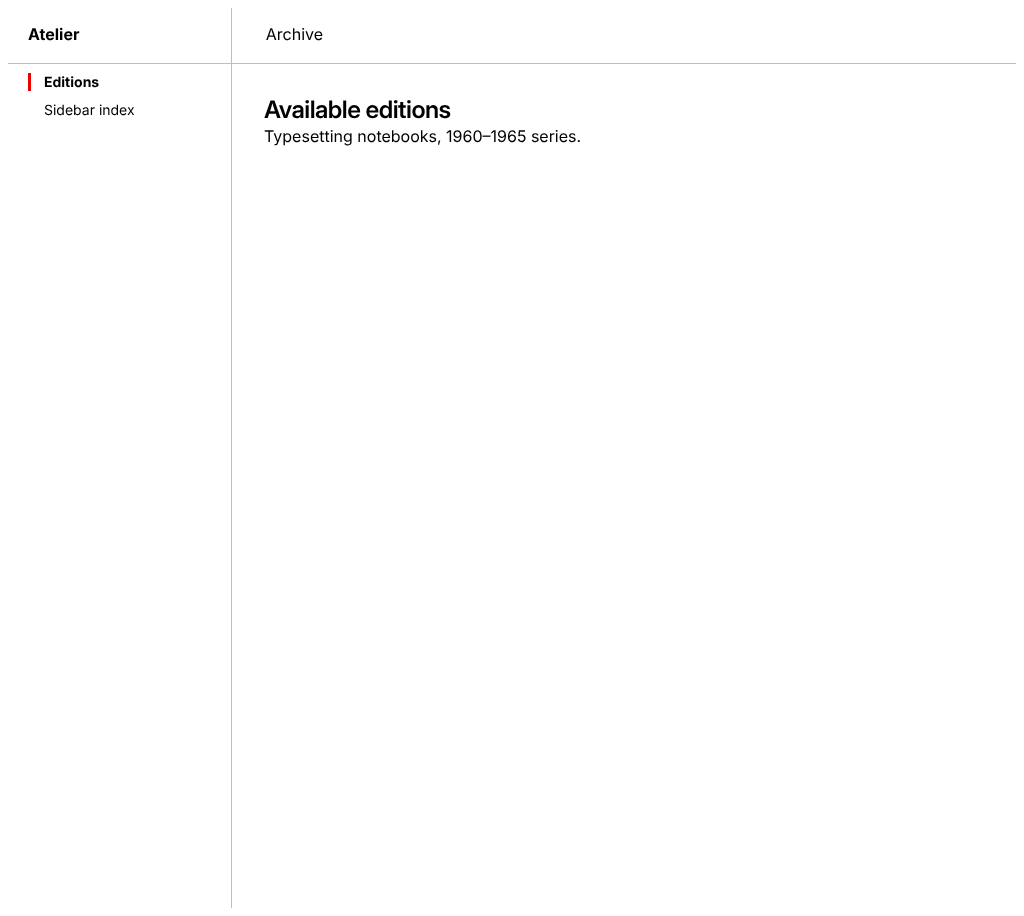 Atelier
Archive
Editions
Sidebar index
Available editions
Typesetting notebooks, 1960–1965 series.